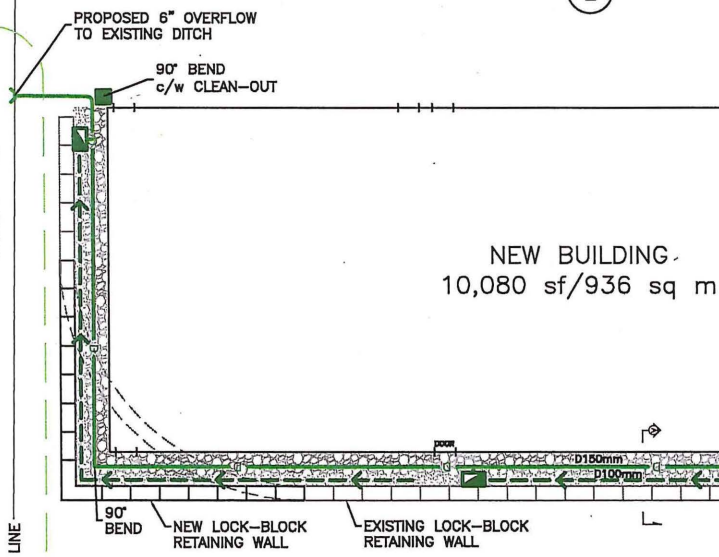 PROPOSED 6" OVERFLOW
TO EXISTING DITCH
90° BEND
c/w CLEAN-OUT
NEW BUILDING
10,080 sf/936 sq m
DOOR
D150mm
D100mm
90°
BEND
NEW LOCK-BLOCK
RETAINING WALL
EXISTING LOCK-BLOCK
RETAINING WALL
LINE